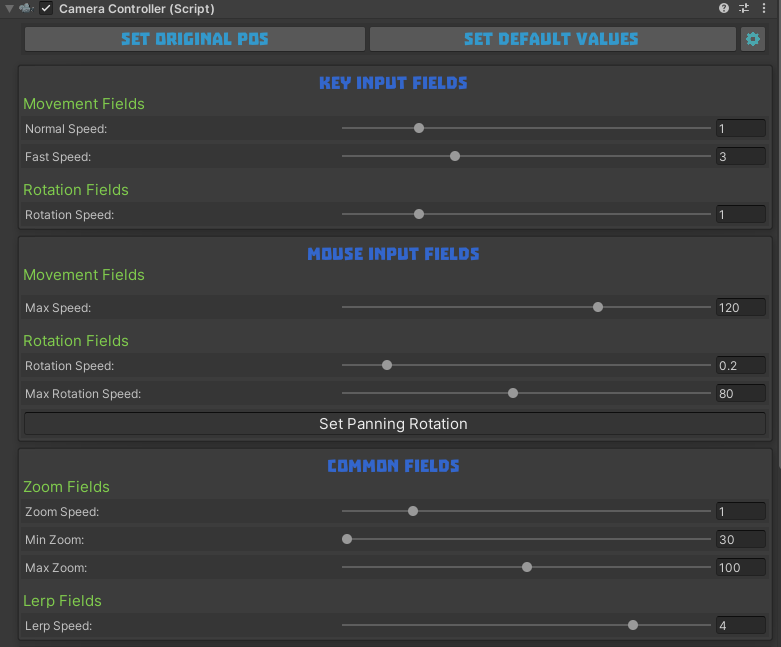 Camera Controller (Script)
SET ORIGINAL POS SET DEFAULT VALUES
KEY INPUT FIELDS
Movement Fields
Normal Speed: 1
Fast Speed: 3
Rotation Fields
Rotation Speed: 1
MOUSE INPUT FIELDS
Movement Fields
Max Speed: 120
Rotation Fields
Rotation Speed: 0.2
Max Rotation Speed: 80
Set Panning Rotation
COMMON FIELDS
Zoom Fields
Zoom Speed: 1
Min Zoom: 30
Max Zoom: 100
Lerp Fields
Lerp Speed: 4